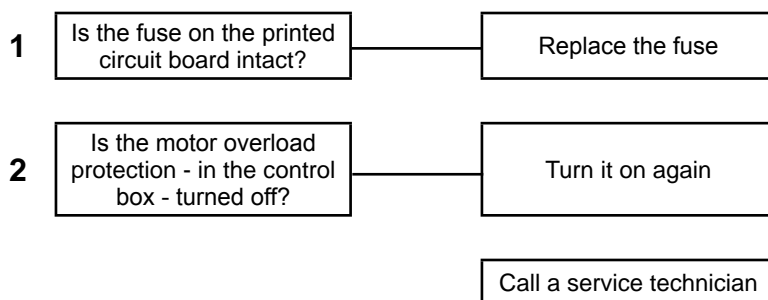 1
Is the fuse on the printed
circuit board intact?
Replace the fuse
2
Is the motor overload
protection - in the control
box - turned off?
Turn it on again
Call a service technician